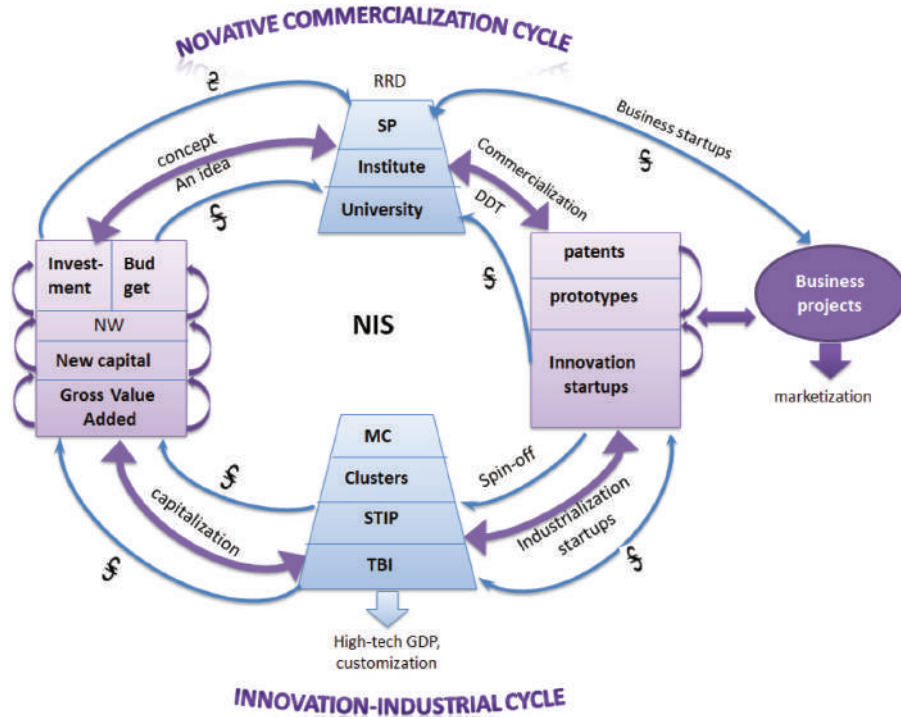 NOVATIVE COMMERCIALIZATION CYCLE
RRD
SP
Institute
University
concept
An idea
Commercialization
DDT
Business startups
Invest-
ment
Bud
get
NW
New capital
Gross Value
Added
NIS
patents
prototypes
Innovation
startups
Business
projects
marketization
MC
Clusters
STIP
TBI
Spin-off
Industrialization
startups
capitalization
High-tech GDP,
customization
INNOVATION-INDUSTRIAL CYCLE